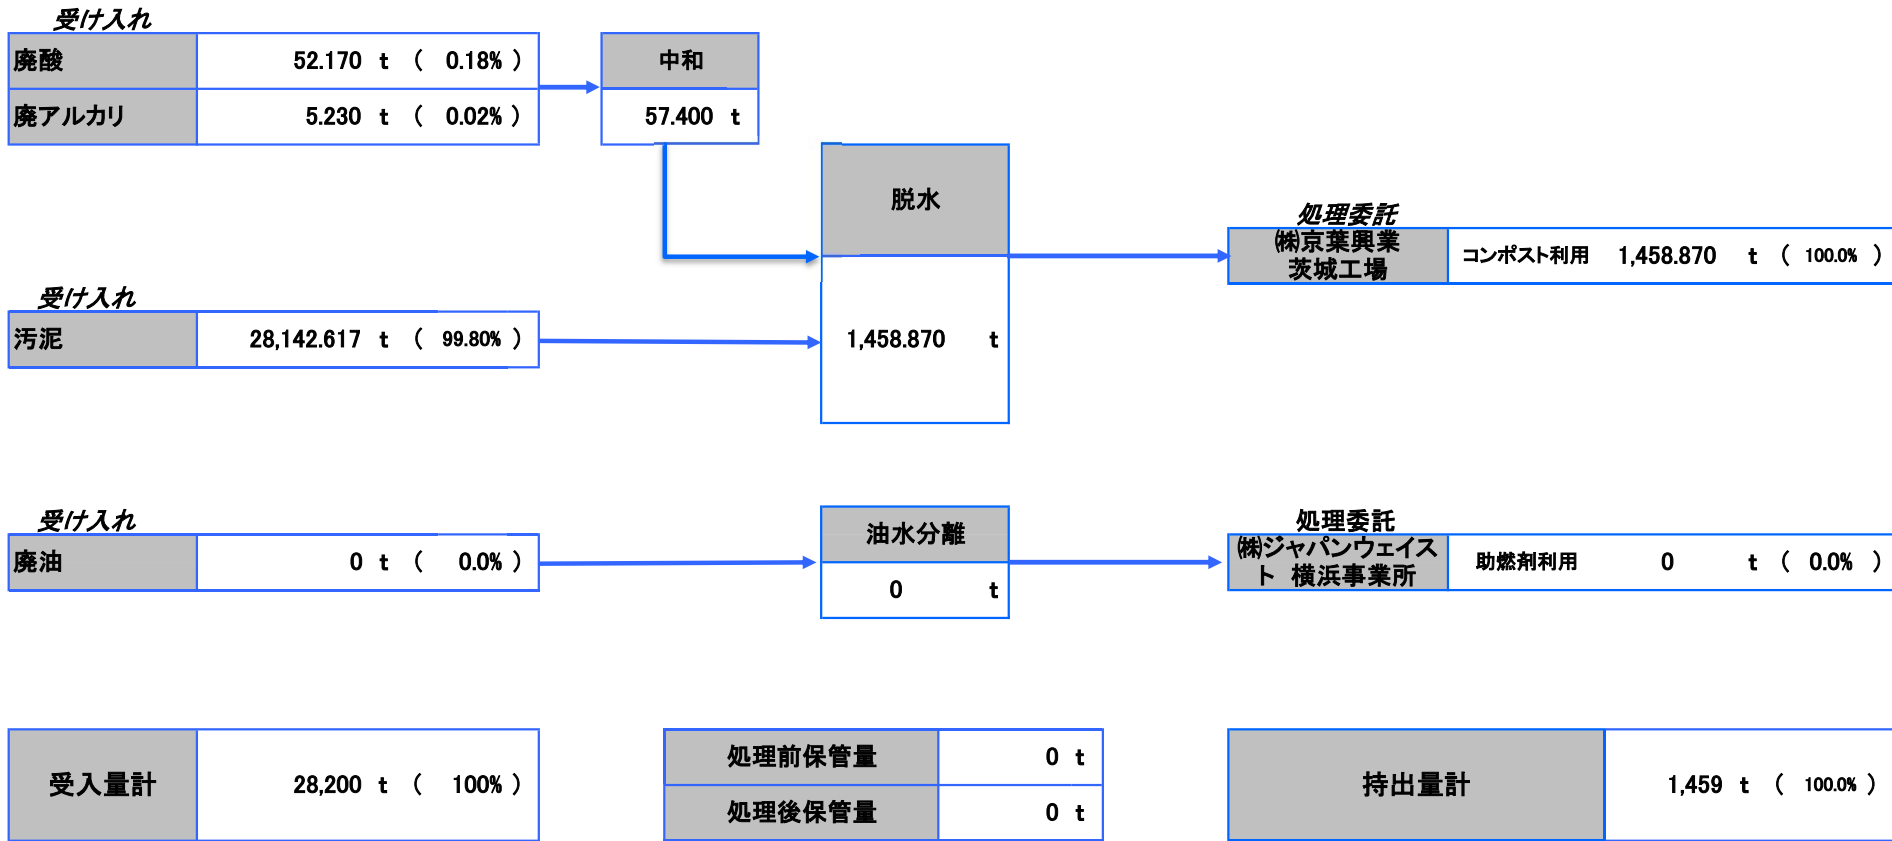 受け入れ
廃酸 52.170 t ( 0.18% )
廃アルカリ 5.230 t ( 0.02% )
中和
57.400 t
脱水
1,458.870 t
処理委託
㈱京葉興業
茨城工場
コンポスト利用 1,458.870 t ( 100.0% )
受け入れ
汚泥 28,142.617 t ( 99.80% )
受け入れ
廃油 0 t ( 0.0% )
油水分離
0 t
処理委託
㈱ジャパンウェイス
ト 横浜事業所
助燃剤利用 0 t ( 0.0% )
受入量計 28,200 t ( 100% )
処理前保管量 0 t
処理後保管量 0 t
持出量計 1,459 t ( 100.0% )